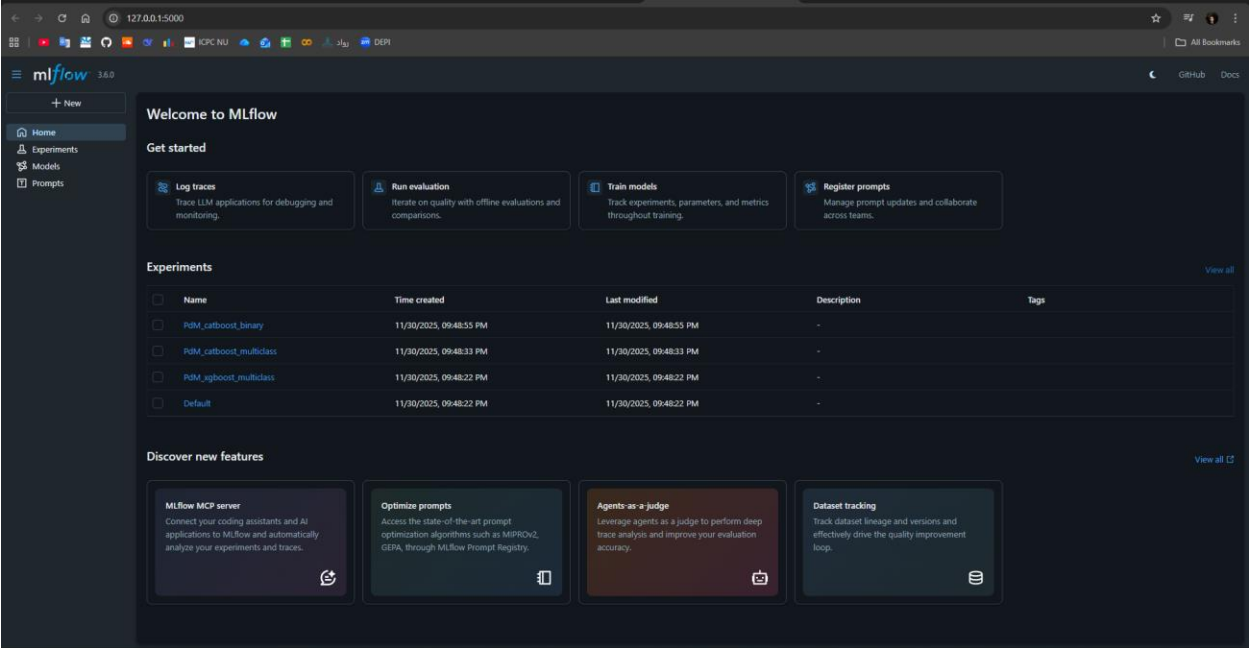 127.0.0.1:5000
ICPC NU
رواد
DEPI
All Bookmarks
mlflow 3.6.0
GitHub
Docs
+ New
Home
Experiments
Models
Prompts
Welcome to MLflow
Get started
Log traces
Trace LLM applications for debugging and
monitoring.
Run evaluation
Iterate on quality with offline evaluations and
comparisons.
Train models
Track experiments, parameters, and metrics
throughout training.
Register prompts
Manage prompt updates and collaborate
across teams.
Experiments
View all
Name Time created Last modified Description Tags
PdM_catboost_binary 11/30/2025, 09:48:55 PM 11/30/2025, 09:48:55 PM -
PdM_catboost_multiclass 11/30/2025, 09:48:33 PM 11/30/2025, 09:48:33 PM -
PdM_xgboost_multiclass 11/30/2025, 09:48:22 PM 11/30/2025, 09:48:22 PM -
Default 11/30/2025, 09:48:22 PM 11/30/2025, 09:48:22 PM -
Discover new features
View all
MLflow MCP server
Connect your coding assistants and AI
applications to MLflow and automatically
analyze your experiments and traces.
Optimize prompts
Access the state-of-the-art prompt
optimization algorithms such as MIPROv2,
GEPA, through MLflow Prompt Registry.
Agents-as-a-judge
Leverage agents as a judge to perform deep
trace analysis and improve your evaluation
accuracy.
Dataset tracking
Track dataset lineage and versions and
effectively drive the quality improvement
loop.